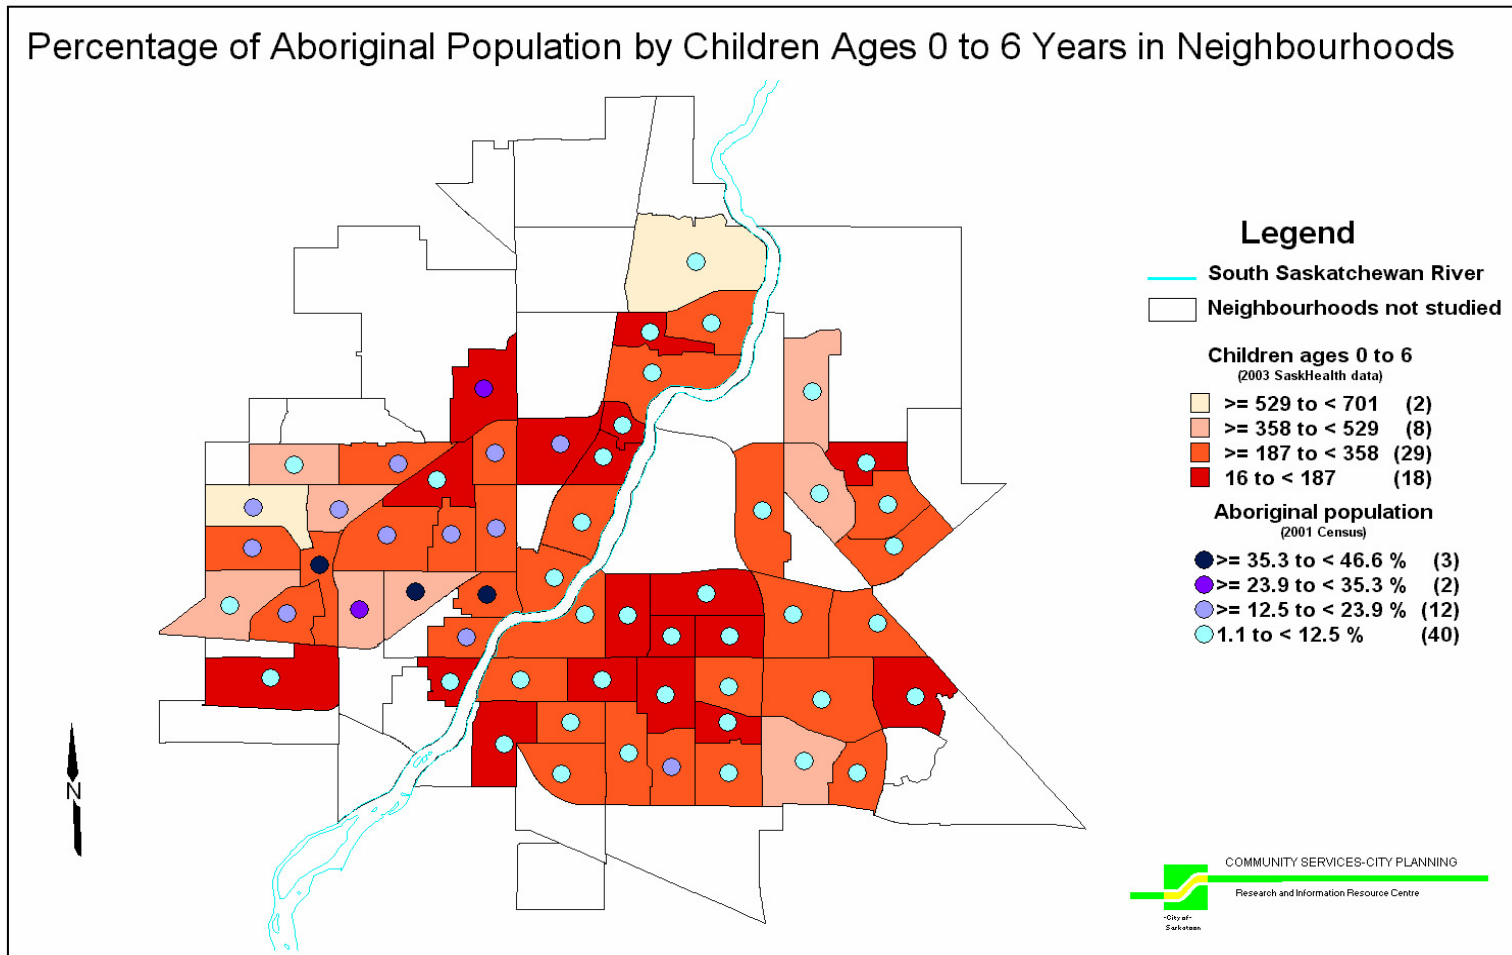 Percentage of Aboriginal Population by Children Ages 0 to 6 Years in Neighbourhoods
Legend
South Saskatchewan River
Neighbourhoods not studied
Children ages 0 to 6
(2003 SaskHealth data)
>= 529 to < 701 (2)
>= 358 to < 529 (8)
>= 187 to < 358 (29)
16 to < 187 (18)
Aboriginal population
(2001 Census)
>= 35.3 to < 46.6 % (3)
>= 23.9 to < 35.3 % (2)
>= 12.5 to < 23.9 % (12)
1.1 to < 12.5 % (40)
N
COMMUNITY SERVICES-CITY PLANNING
Research and Information Resource Centre
-City of-
Saskatoon